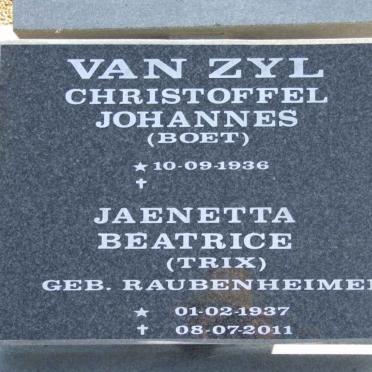 VAN ZYL
CHRISTOFFEL
JOHANNES
(BOET)
★ 10-09-1936
✝
JAENETTA
BEATRICE
(TRIX)
GEB. RAUBENHEIMER
★ 01-02-1937
✝ 08-07-2011